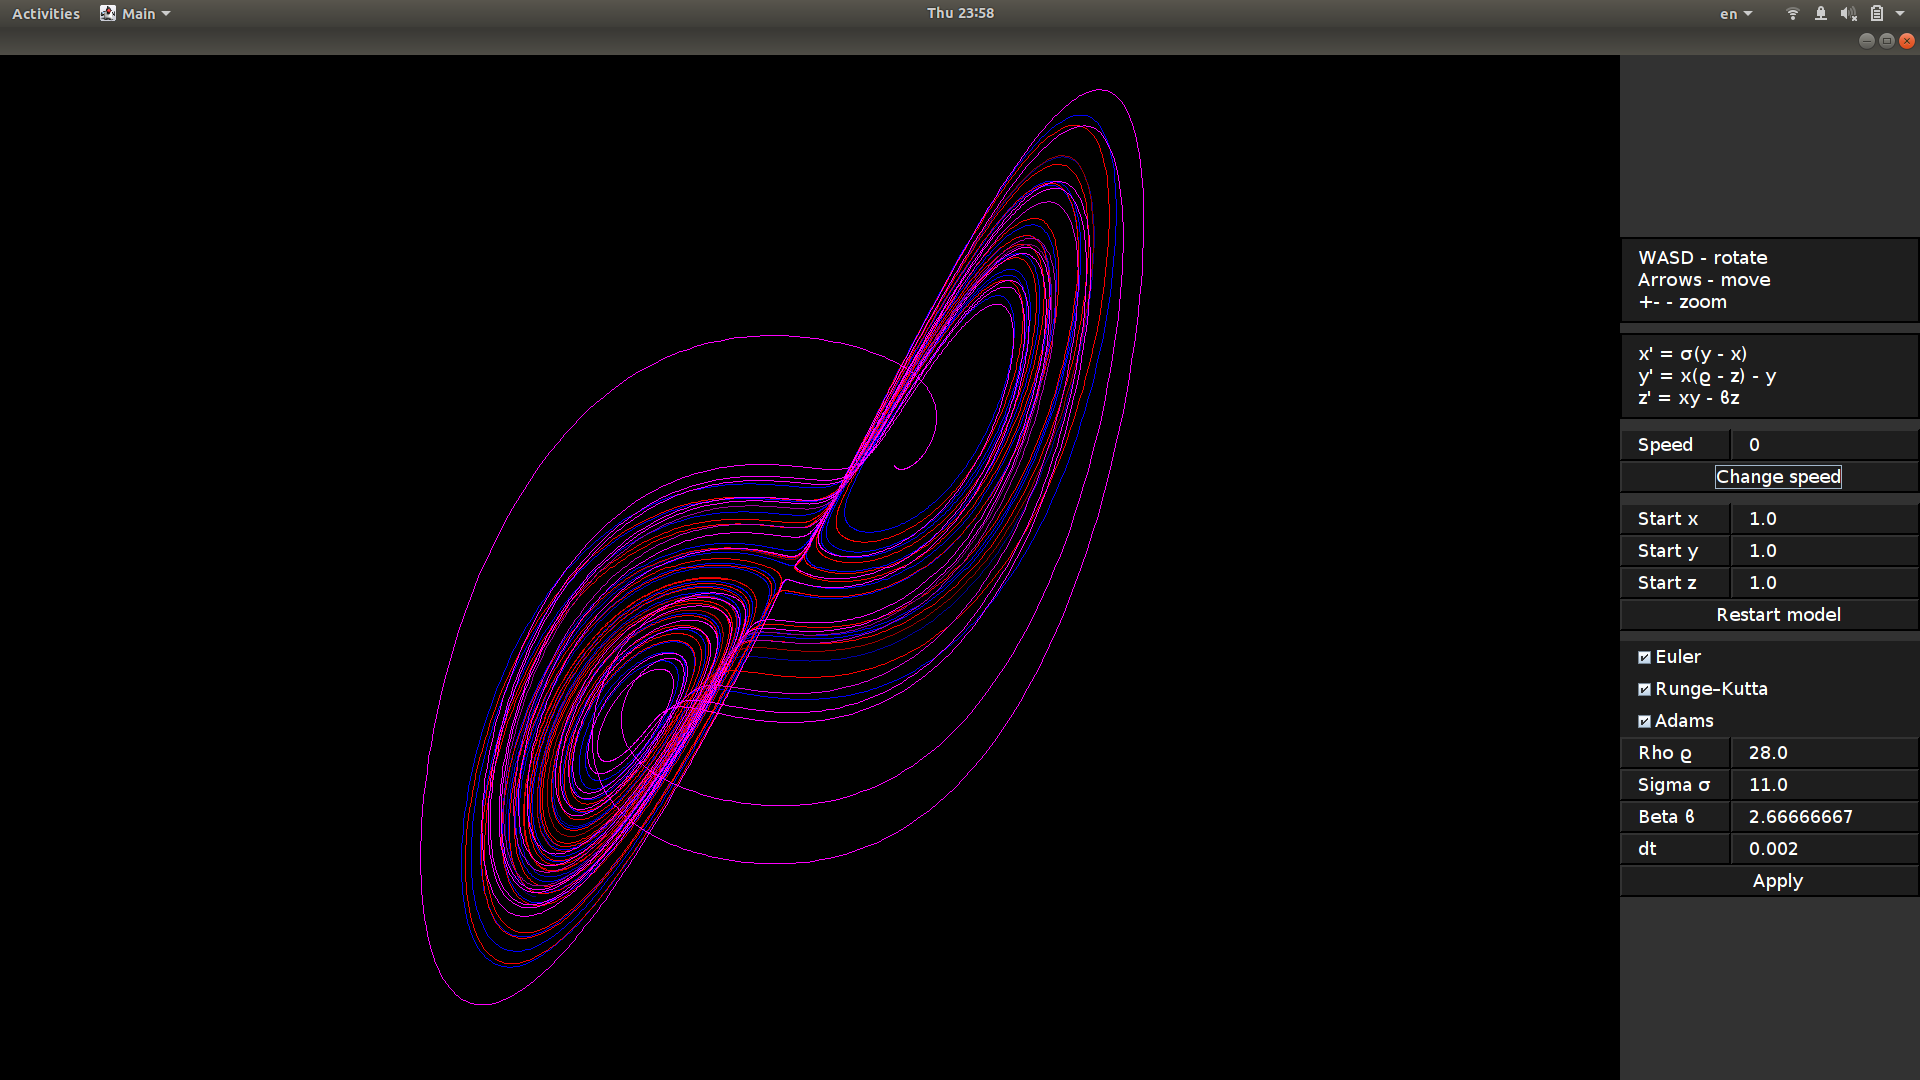 Activities Main Thu 23:58 en
WASD - rotate
Arrows - move
+- - zoom
x' = σ(y - x)
y' = x(ϱ - z) - y
z' = xy - ϐz
Speed 0
Change speed
Start x 1.0
Start y 1.0
Start z 1.0
Restart model
Euler
Runge–Kutta
Adams
Rho ϱ 28.0
Sigma σ 11.0
Beta ϐ 2.66666667
dt 0.002
Apply